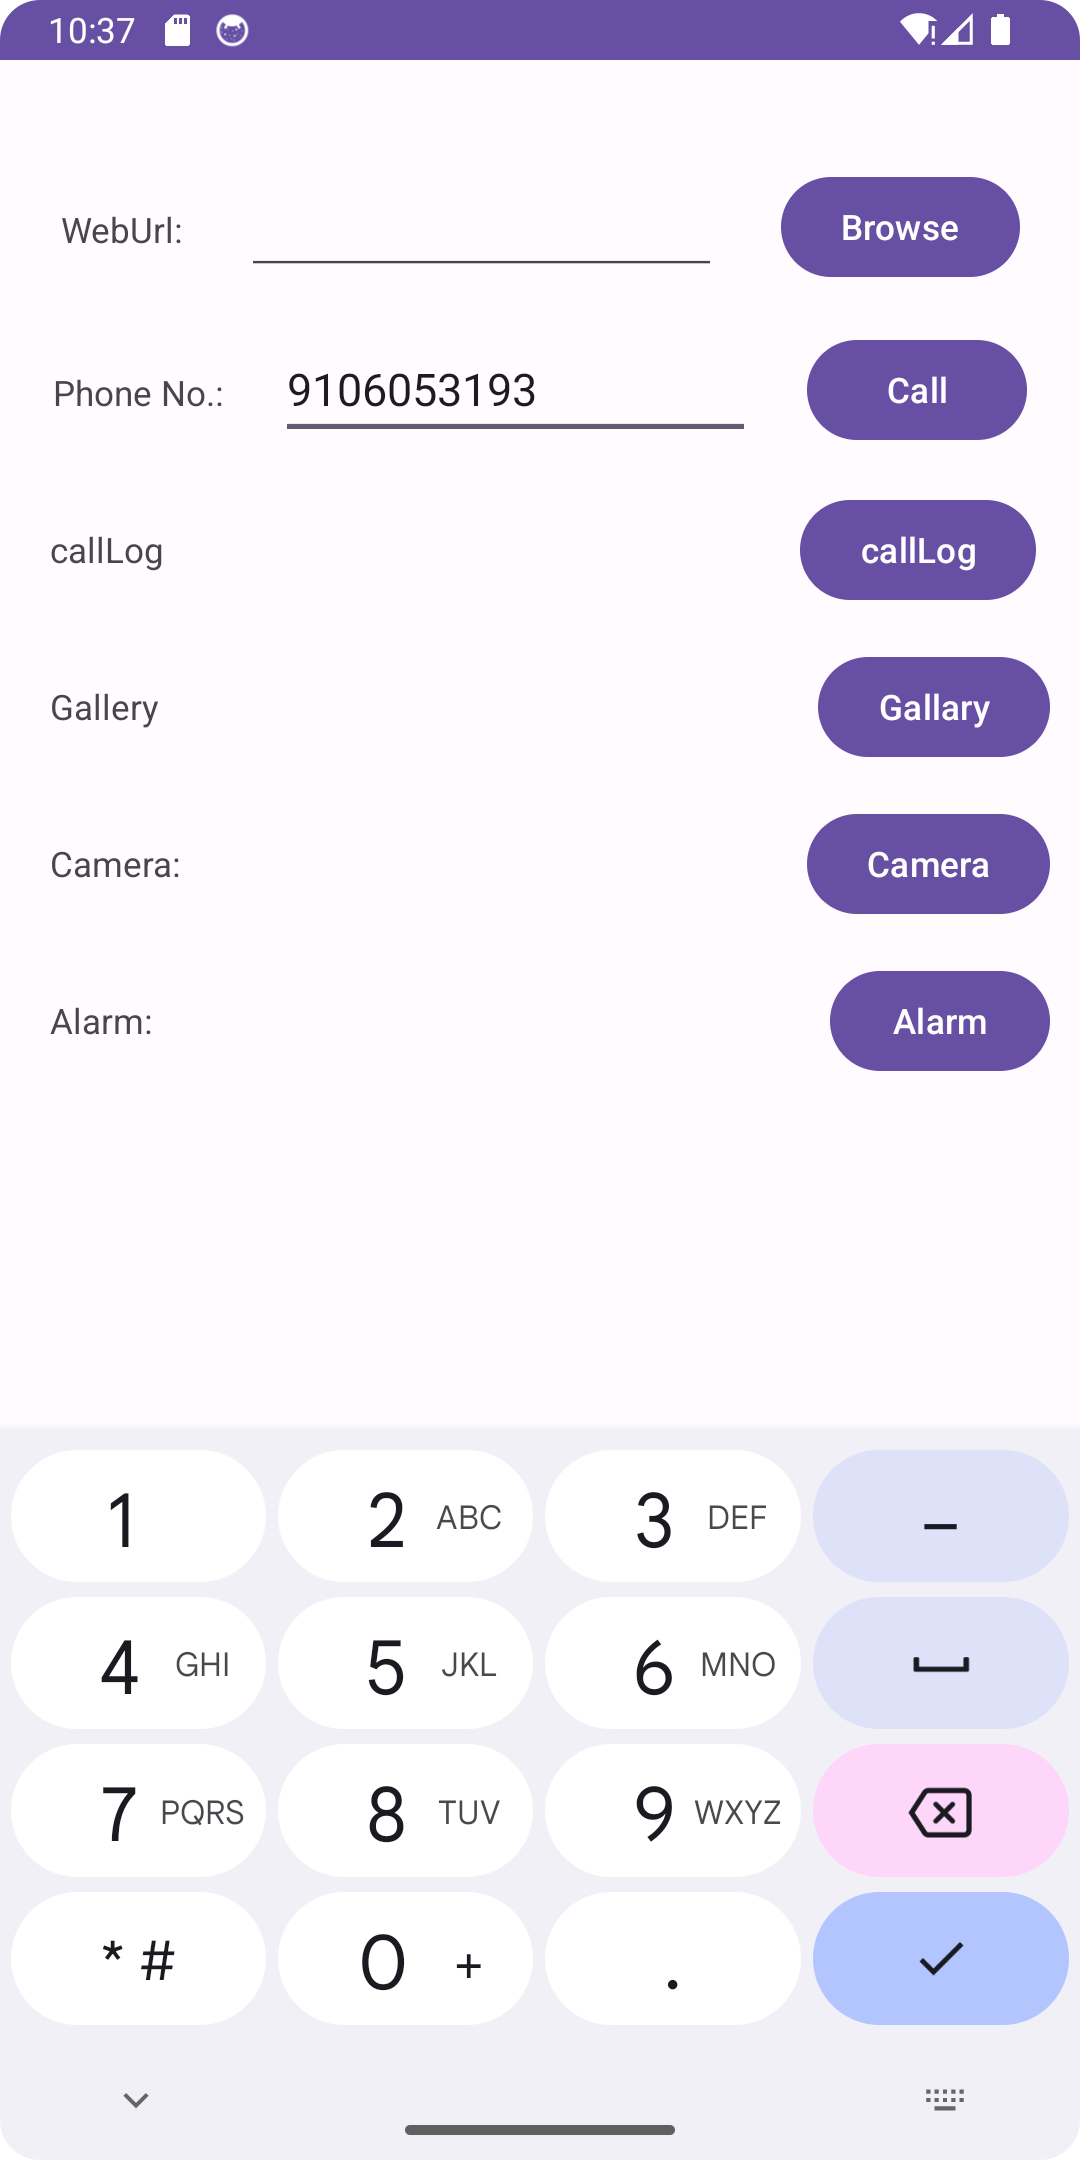 10:37
WebUrl:
Browse
Phone No.: 9106053193
Call
callLog
callLog
Gallery
Gallary
Camera:
Camera
Alarm:
Alarm
1
2 ABC
3 DEF
–
4 GHI
5 JKL
6 MNO
7 PQRS
8 TUV
9 WXYZ
* #
0 +
.